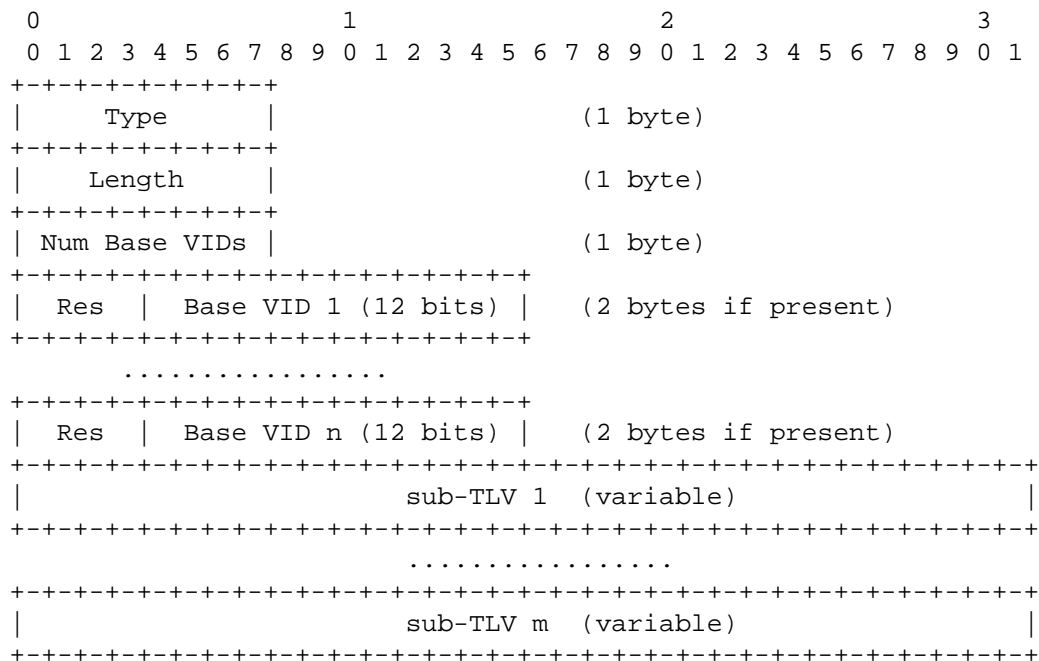 0                   1                   2                   3
 0 1 2 3 4 5 6 7 8 9 0 1 2 3 4 5 6 7 8 9 0 1 2 3 4 5 6 7 8 9 0 1
+-+-+-+-+-+-+-+-+
|     Type      |                   (1 byte)
+-+-+-+-+-+-+-+-+
|    Length     |                   (1 byte)
+-+-+-+-+-+-+-+-+
| Num Base VIDs |                   (1 byte)
+-+-+-+-+-+-+-+-+-+-+-+-+-+-+-+-+
|  Res  |  Base VID 1 (12 bits) |   (2 bytes if present)
+-+-+-+-+-+-+-+-+-+-+-+-+-+-+-+-+
       .................
+-+-+-+-+-+-+-+-+-+-+-+-+-+-+-+-+
|  Res  |  Base VID n (12 bits) |   (2 bytes if present)
+-+-+-+-+-+-+-+-+-+-+-+-+-+-+-+-+-+-+-+-+-+-+-+-+-+-+-+-+-+-+-+-+
|                        sub-TLV 1  (variable)                  |
+-+-+-+-+-+-+-+-+-+-+-+-+-+-+-+-+-+-+-+-+-+-+-+-+-+-+-+-+-+-+-+-+
                         .................
+-+-+-+-+-+-+-+-+-+-+-+-+-+-+-+-+-+-+-+-+-+-+-+-+-+-+-+-+-+-+-+-+
|                        sub-TLV m  (variable)                  |
+-+-+-+-+-+-+-+-+-+-+-+-+-+-+-+-+-+-+-+-+-+-+-+-+-+-+-+-+-+-+-+-+